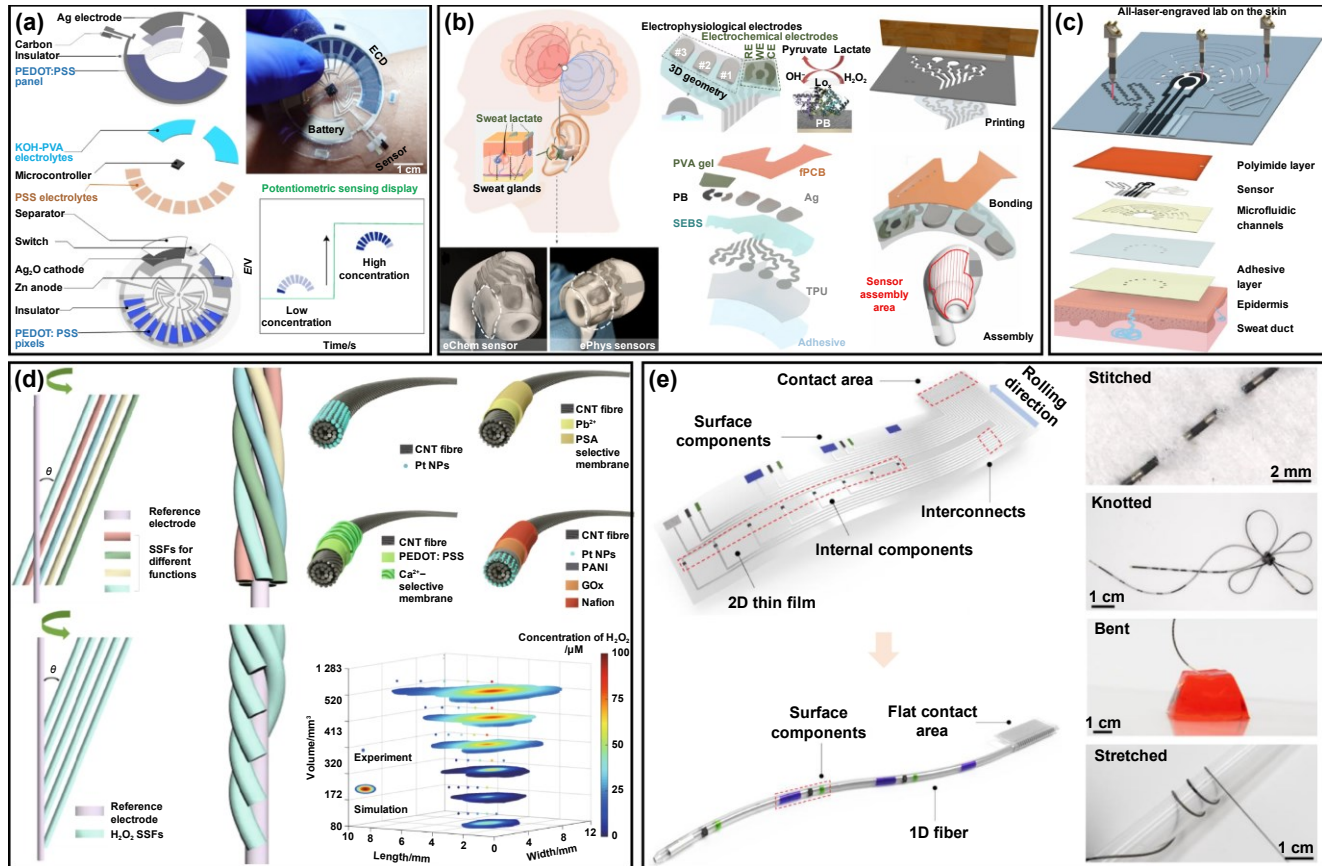 (a)
Ag electrode
Carbon
Insulator
PEDOT:PSS
panel
KOH-PVA
electrolytes
Microcontroller
PSS electrolytes
Separator
Switch
Ag₂O cathode
Zn anode
Insulator
PEDOT: PSS
pixels
ECD
Battery
Sensor
1 cm
Potentiometric sensing display
E/V
High
concentration
Low
concentration
Time/s
(b)
Sweat lactate
Sweat glands
eChem sensor
ePhys sensors
Electrophysiological electrodes
Electrochemical electrodes
#3
#2
#1
RE
WE
CE
3D geometry
Pyruvate
Lactate
OH⁻
H₂O₂
Loₓ
PB
Printing
PVA gel
fPCB
PB
Ag
SEBS
TPU
Adhesive
Bonding
Sensor
assembly
area
Assembly
(c)
All-laser-engraved lab on the skin
Polyimide layer
Sensor
Microfluidic
channels
Adhesive
layer
Epidermis
Sweat duct
(d)
θ
Reference
electrode
SSFs for
different
functions
CNT fibre
Pt NPs
CNT fibre
Pb²⁺
PSA
selective
membrane
CNT fibre
PEDOT: PSS
Ca²⁺–
selective
membrane
CNT fibre
Pt NPs
PANI
GOx
Nafion
θ
Reference
electrode
H₂O₂ SSFs
Concentration of H₂O₂
/μM
100
75
50
25
0
Volume/mm³
1 283
520
413
320
172
80
Experiment
Simulation
10
8
6
4
2
0
Length/mm
4
8
12
Width/mm
(e)
Contact area
Rolling
direction
Surface
components
Interconnects
Internal components
2D thin film
Surface
components
Flat contact
area
1D fiber
Stitched
2 mm
Knotted
1 cm
Bent
1 cm
Stretched
1 cm